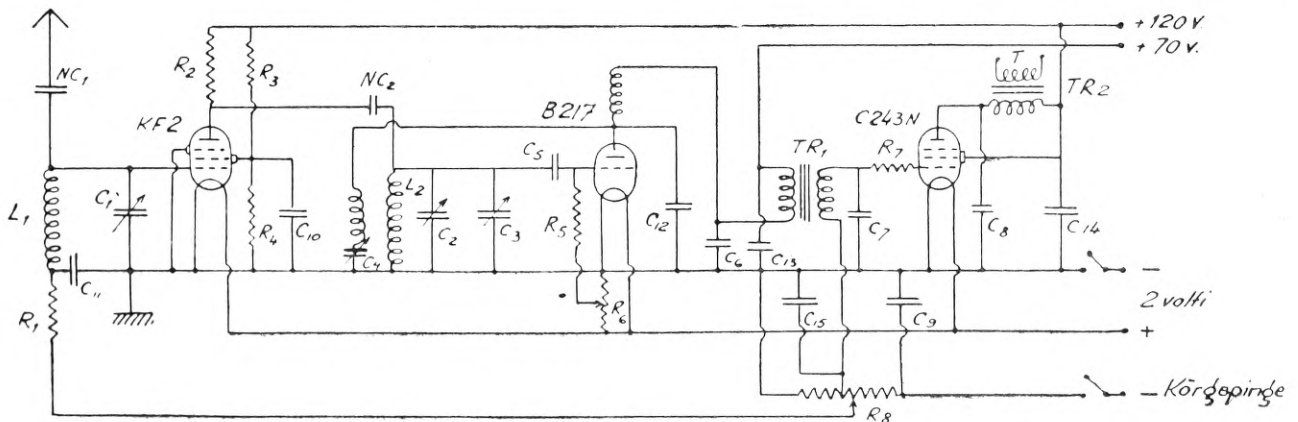 +120 v.
+ 70 v.
NC₁
R₂
R₃
KF2
NC₂
B217
T
TR2
C243N
TR₁
R₇
C₅
L₁
C₁
R₄
C₁₀
L₂
C₂
C₃
R₅
C₁₂
C₄
C₆
C₁₃
C₇
C₈
C₁₄
C₁₁
R₁
R₆
C₁₅
C₉
−
2 volti
+
− Kõrgepinge
R₈